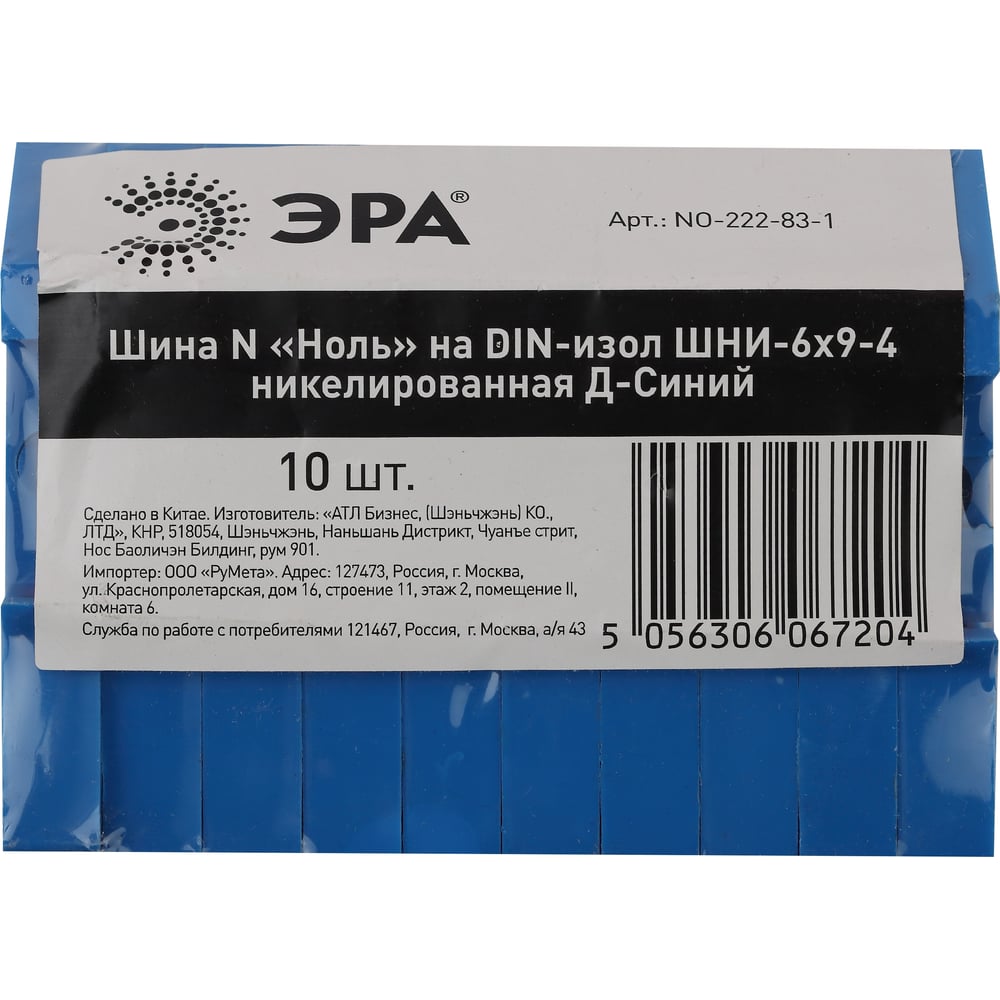 ЭРА®
Арт.: NO-222-83-1
Шина N «Ноль» на DIN-изол ШНИ-6х9-4
никелированная Д-Синий
10 шт.
Сделано в Китае. Изготовитель: «АТЛ Бизнес, (Шэньчжэнь) КО.,
ЛТД», КНР, 518054, Шэньчжэнь, Наньшань Дистрикт, Чуанъе стрит,
Нос Баоличэн Билдинг, рум 901.
Импортер: ООО «РуМета». Адрес: 127473, Россия, г. Москва,
ул. Краснопролетарская, дом 16, строение 11, этаж 2, помещение II,
комната 6.
Служба по работе с потребителями 121467, Россия, г. Москва, а/я 43
5 056306 067204